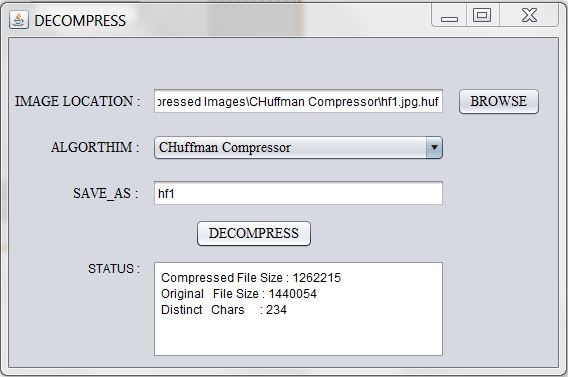 DECOMPRESS
IMAGE LOCATION : pressed Images\CHuffman Compressor\hf1.jpg.huf BROWSE
ALGORTHIM : CHuffman Compressor
SAVE_AS : hf1
DECOMPRESS
STATUS :
Compressed File Size : 1262215
Original File Size : 1440054
Distinct Chars : 234